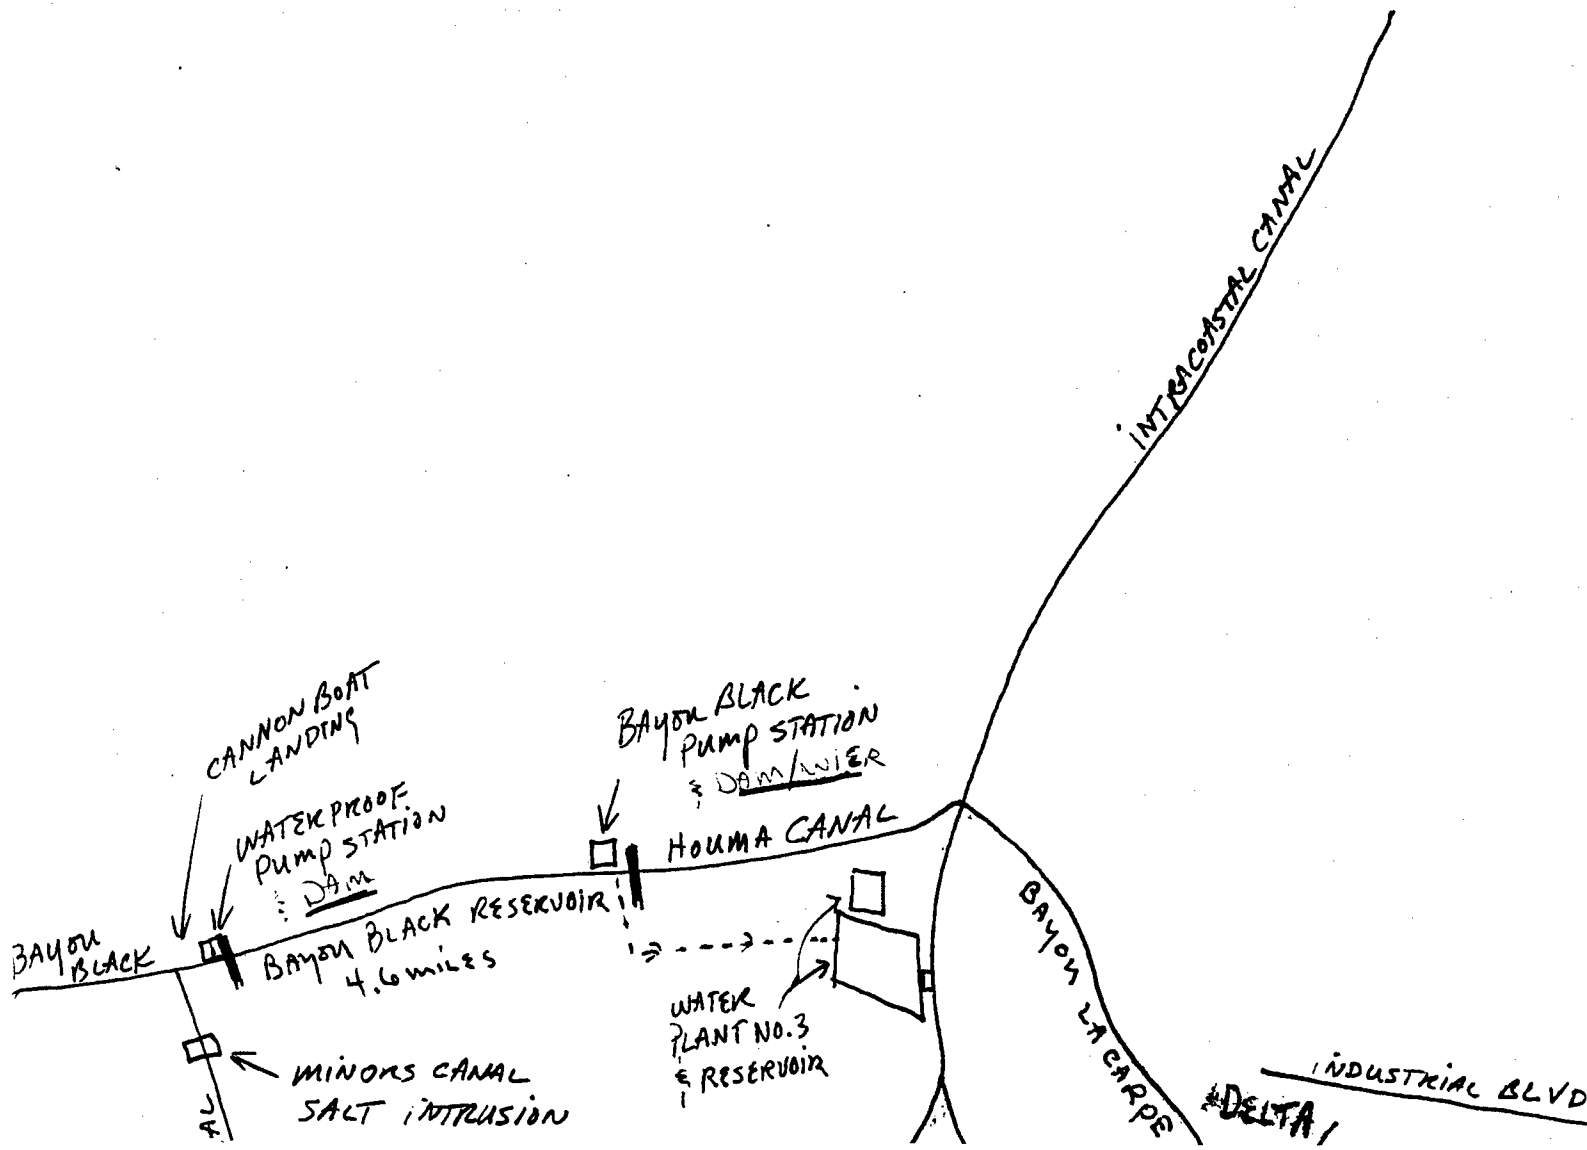 INTRACOASTAL CANAL
CANNON BOAT
LANDING
WATERPROOF
PUMP STATION
& DAM
BAYOU BLACK
PUMP STATION
& DAM/WIER
HOUMA CANAL
BAYOU
BLACK
BAYOU BLACK RESERVOIR
4.6 MILES
WATER
PLANT NO.3
& RESERVOIR
BAYOU LACARPE
MINORS CANAL
SALT INTRUSION
AL
DELTA
INDUSTRIAL BLVD